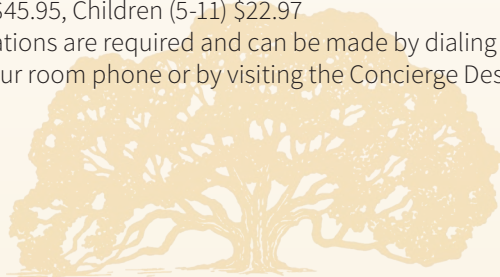 $45.95, Children (5-11) $22.97
ations are required and can be made by dialing
ur room phone or by visiting the Concierge Des